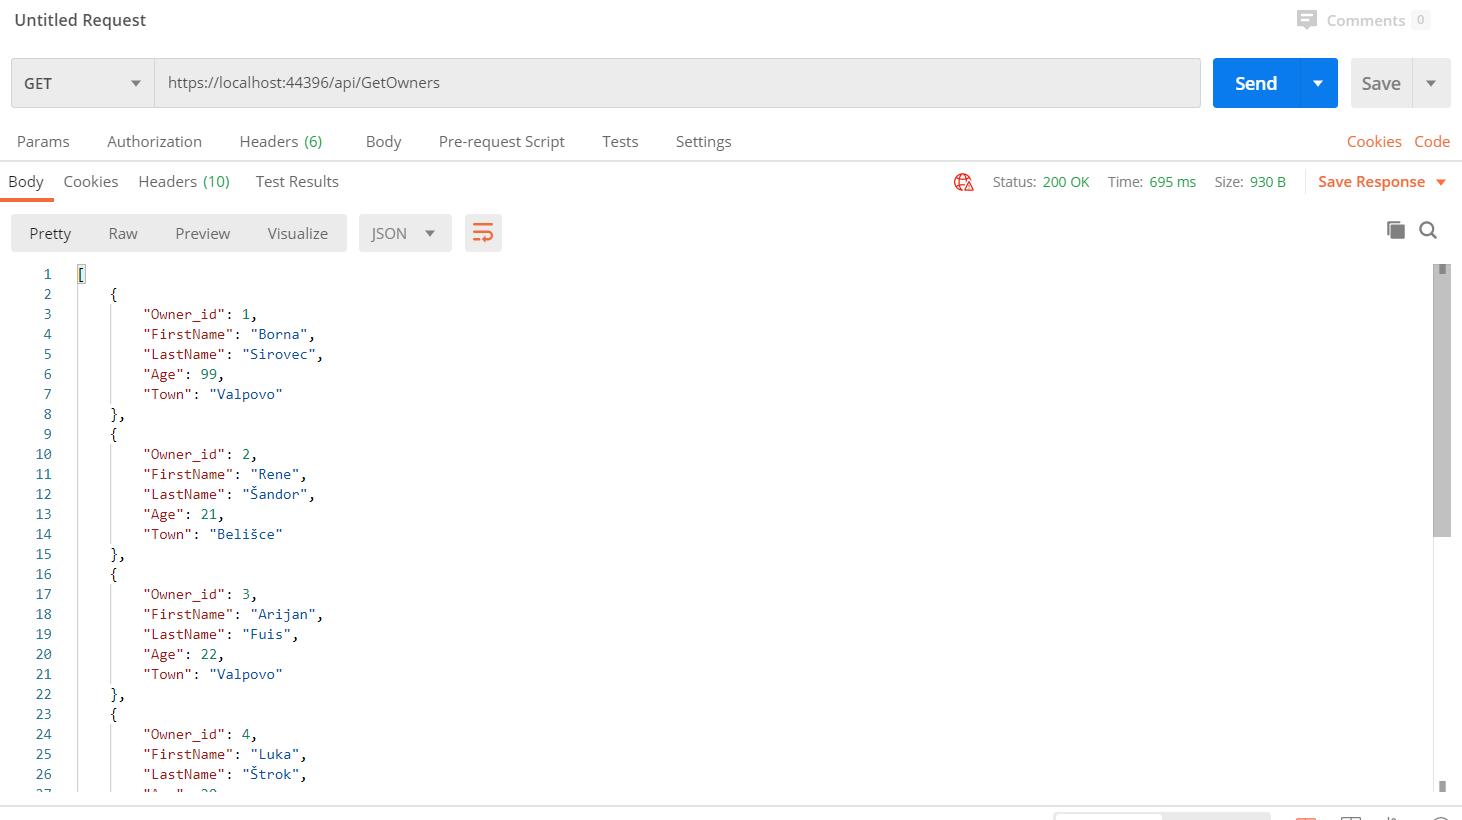 Untitled Request
Comments 0
GET https://localhost:44396/api/GetOwners Send Save
Params Authorization Headers (6) Body Pre-request Script Tests Settings Cookies Code
Body Cookies Headers (10) Test Results Status: 200 OK Time: 695 ms Size: 930 B Save Response
Pretty Raw Preview Visualize JSON
1 [
2 {
3 "Owner_id": 1,
4 "FirstName": "Borna",
5 "LastName": "Sirovec",
6 "Age": 99,
7 "Town": "Valpovo"
8 },
9 {
10 "Owner_id": 2,
11 "FirstName": "Rene",
12 "LastName": "Šandor",
13 "Age": 21,
14 "Town": "Belišce"
15 },
16 {
17 "Owner_id": 3,
18 "FirstName": "Arijan",
19 "LastName": "Fuis",
20 "Age": 22,
21 "Town": "Valpovo"
22 },
23 {
24 "Owner_id": 4,
25 "FirstName": "Luka",
26 "LastName": "Štrok",